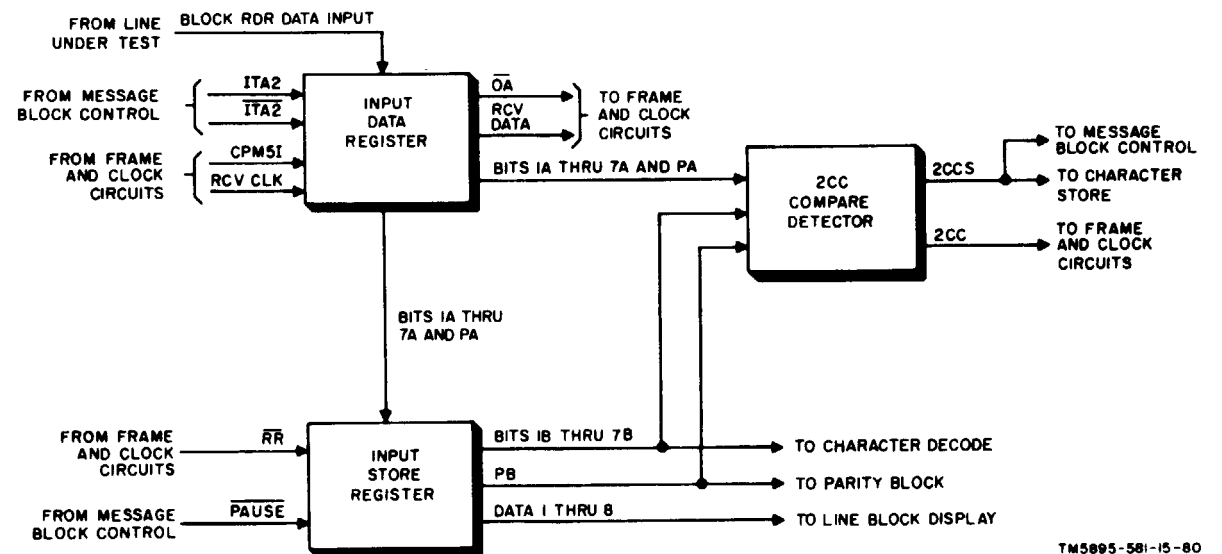 FROM LINE
UNDER TEST
BLOCK RDR DATA INPUT
FROM MESSAGE
BLOCK CONTROL
ITA2
I̅T̅A̅2̅
FROM FRAME
AND CLOCK
CIRCUITS
CPM5I
RCV CLK
INPUT
DATA
REGISTER
O̅A̅
RCV
DATA
TO FRAME
AND CLOCK
CIRCUITS
BITS IA THRU 7A AND PA
2CC
COMPARE
DETECTOR
2CCS
TO MESSAGE
BLOCK CONTROL
TO CHARACTER
STORE
2CC
TO FRAME
AND CLOCK
CIRCUITS
BITS IA THRU
7A AND PA
FROM FRAME
AND CLOCK
CIRCUITS
R̅R̅
FROM MESSAGE
BLOCK CONTROL
P̅A̅U̅S̅E̅
INPUT
STORE
REGISTER
BITS IB THRU 7B
TO CHARACTER DECODE
PB
TO PARITY BLOCK
DATA I THRU 8
TO LINE BLOCK DISPLAY
TM5895-581-15-80